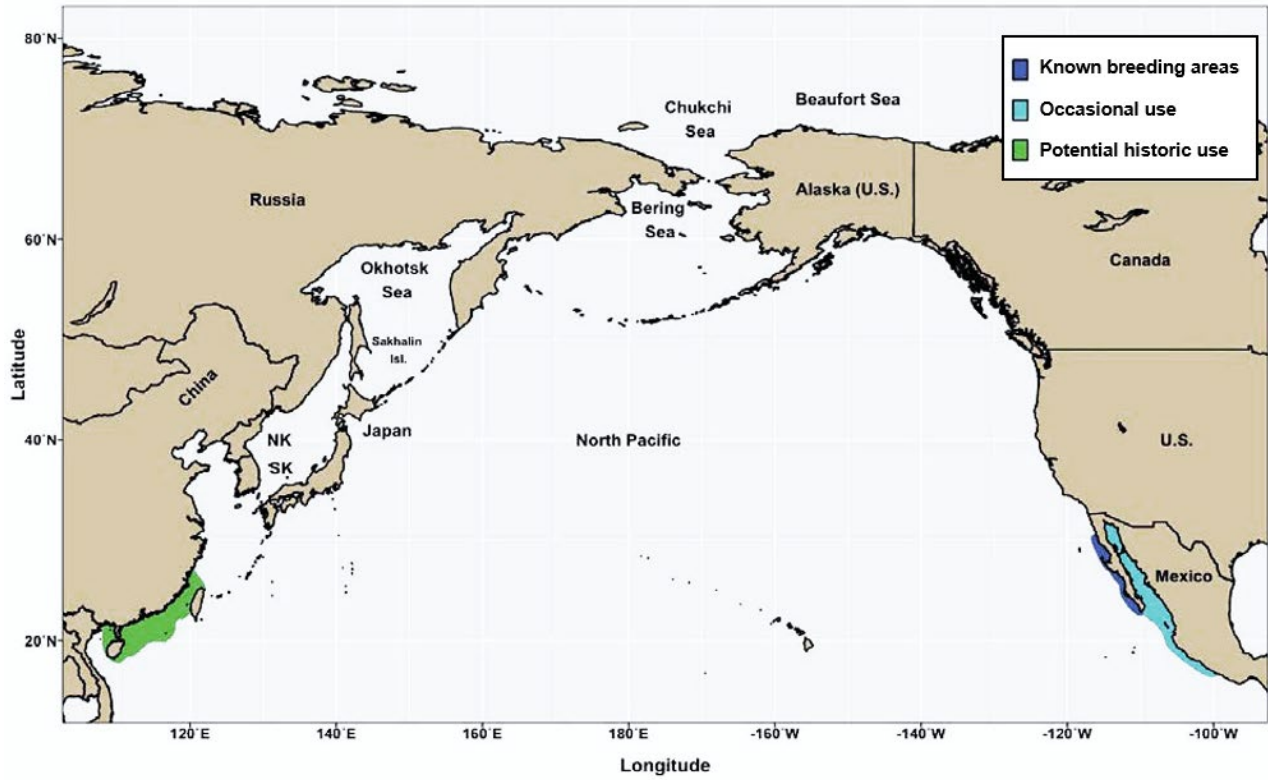 80°N
60°N
40°N
20°N
Latitude
Known breeding areas
Occasional use
Potential historic use
Chukchi
Sea
Beaufort Sea
Russia
Alaska (U.S.)
Bering
Sea
Okhotsk
Sea
Canada
Sakhalin
Isl.
China
Japan
NK
SK
North Pacific
U.S.
Mexico
120°E
140°E
160°E
180°E
-160°W
-140°W
-120°W
-100°W
Longitude